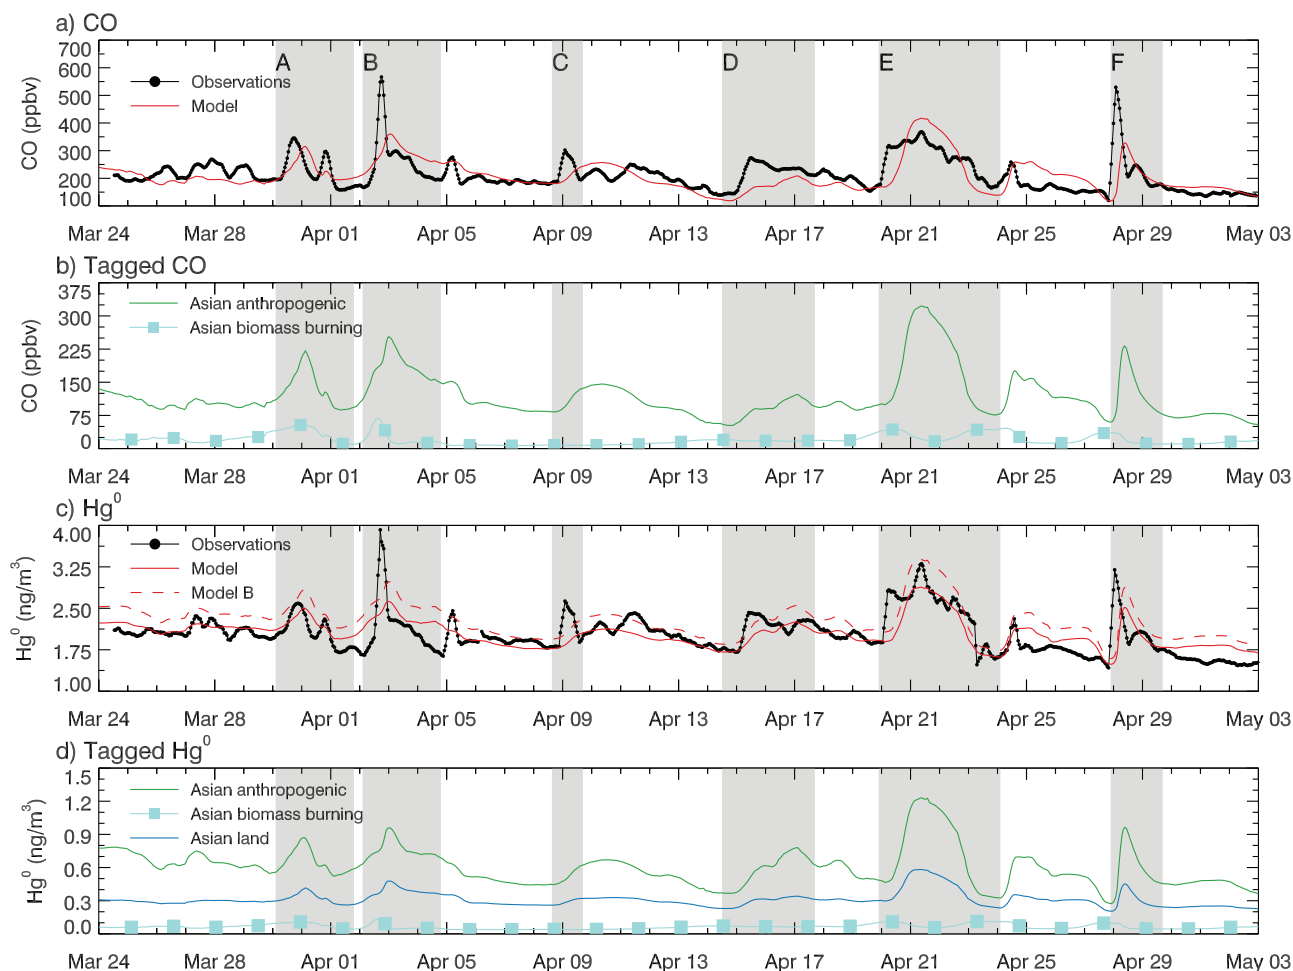 a) CO
700
600
500
400
300
200
100
CO (ppbv)
A
B
C
D
E
F
Observations
Model
Mar 24
Mar 28
Apr 01
Apr 05
Apr 09
Apr 13
Apr 17
Apr 21
Apr 25
Apr 29
May 03
b) Tagged CO
375
300
225
150
75
0
CO (ppbv)
Asian anthropogenic
Asian biomass burning
Mar 24
Mar 28
Apr 01
Apr 05
Apr 09
Apr 13
Apr 17
Apr 21
Apr 25
Apr 29
May 03
c) Hg⁰
4.00
3.25
2.50
1.75
1.00
Hg⁰ (ng/m³)
Observations
Model
Model B
Mar 24
Mar 28
Apr 01
Apr 05
Apr 09
Apr 13
Apr 17
Apr 21
Apr 25
Apr 29
May 03
d) Tagged Hg⁰
1.5
1.2
0.9
0.6
0.3
0.0
Hg⁰ (ng/m³)
Asian anthropogenic
Asian biomass burning
Asian land
Mar 24
Mar 28
Apr 01
Apr 05
Apr 09
Apr 13
Apr 17
Apr 21
Apr 25
Apr 29
May 03